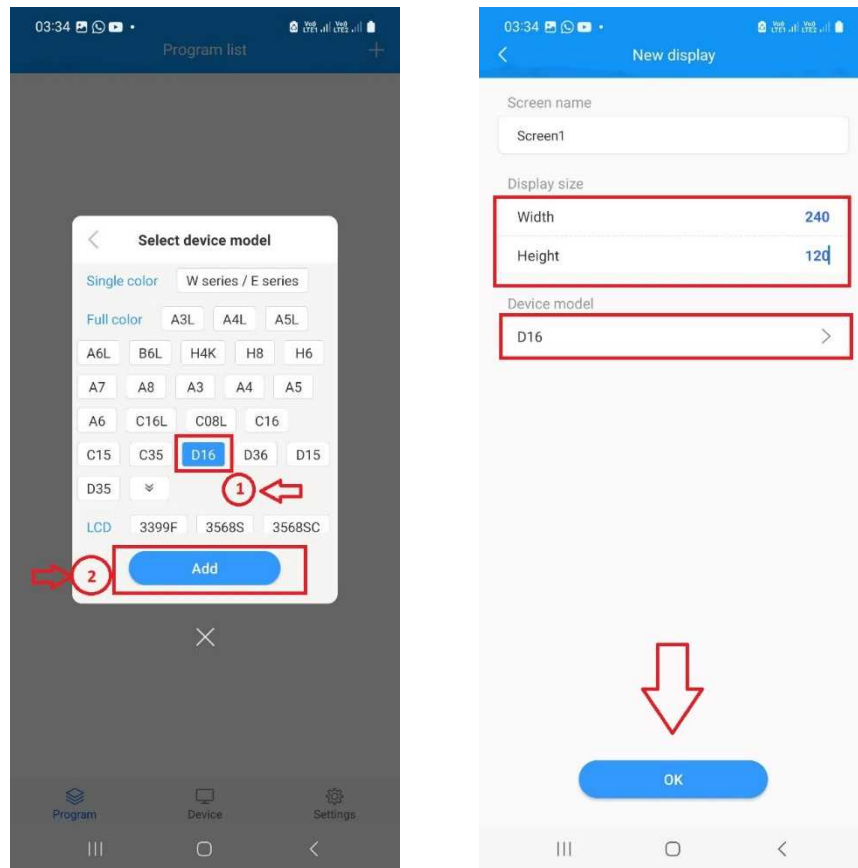 03:34
Program list
Select device model
Single color W series / E series
Full color A3L A4L A5L
A6L B6L H4K H8 H6
A7 A8 A3 A4 A5
A6 C16L C08L C16
C15 C35 D16 D36 D15
D35
1
LCD 3399F 3568S 3568SC
2 Add
Program Device Settings
03:34
New display
Screen name
Screen1
Display size
Width 240
Height 120
Device model
D16
OK